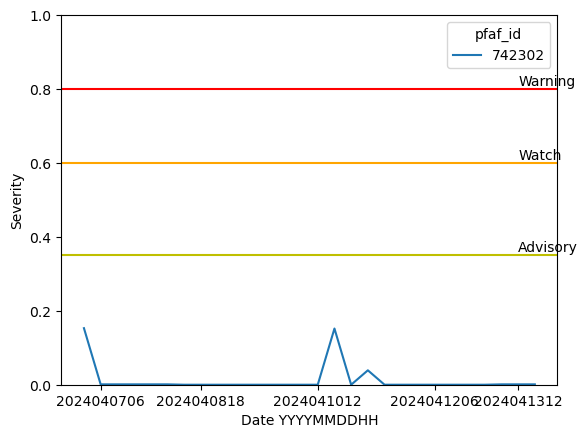 pfaf_id
742302
1.0
0.8
0.6
0.4
0.2
0.0
Severity
Warning
Watch
Advisory
2024040706
2024040818
2024041012
2024041206
2024041312
Date YYYYMMDDHH